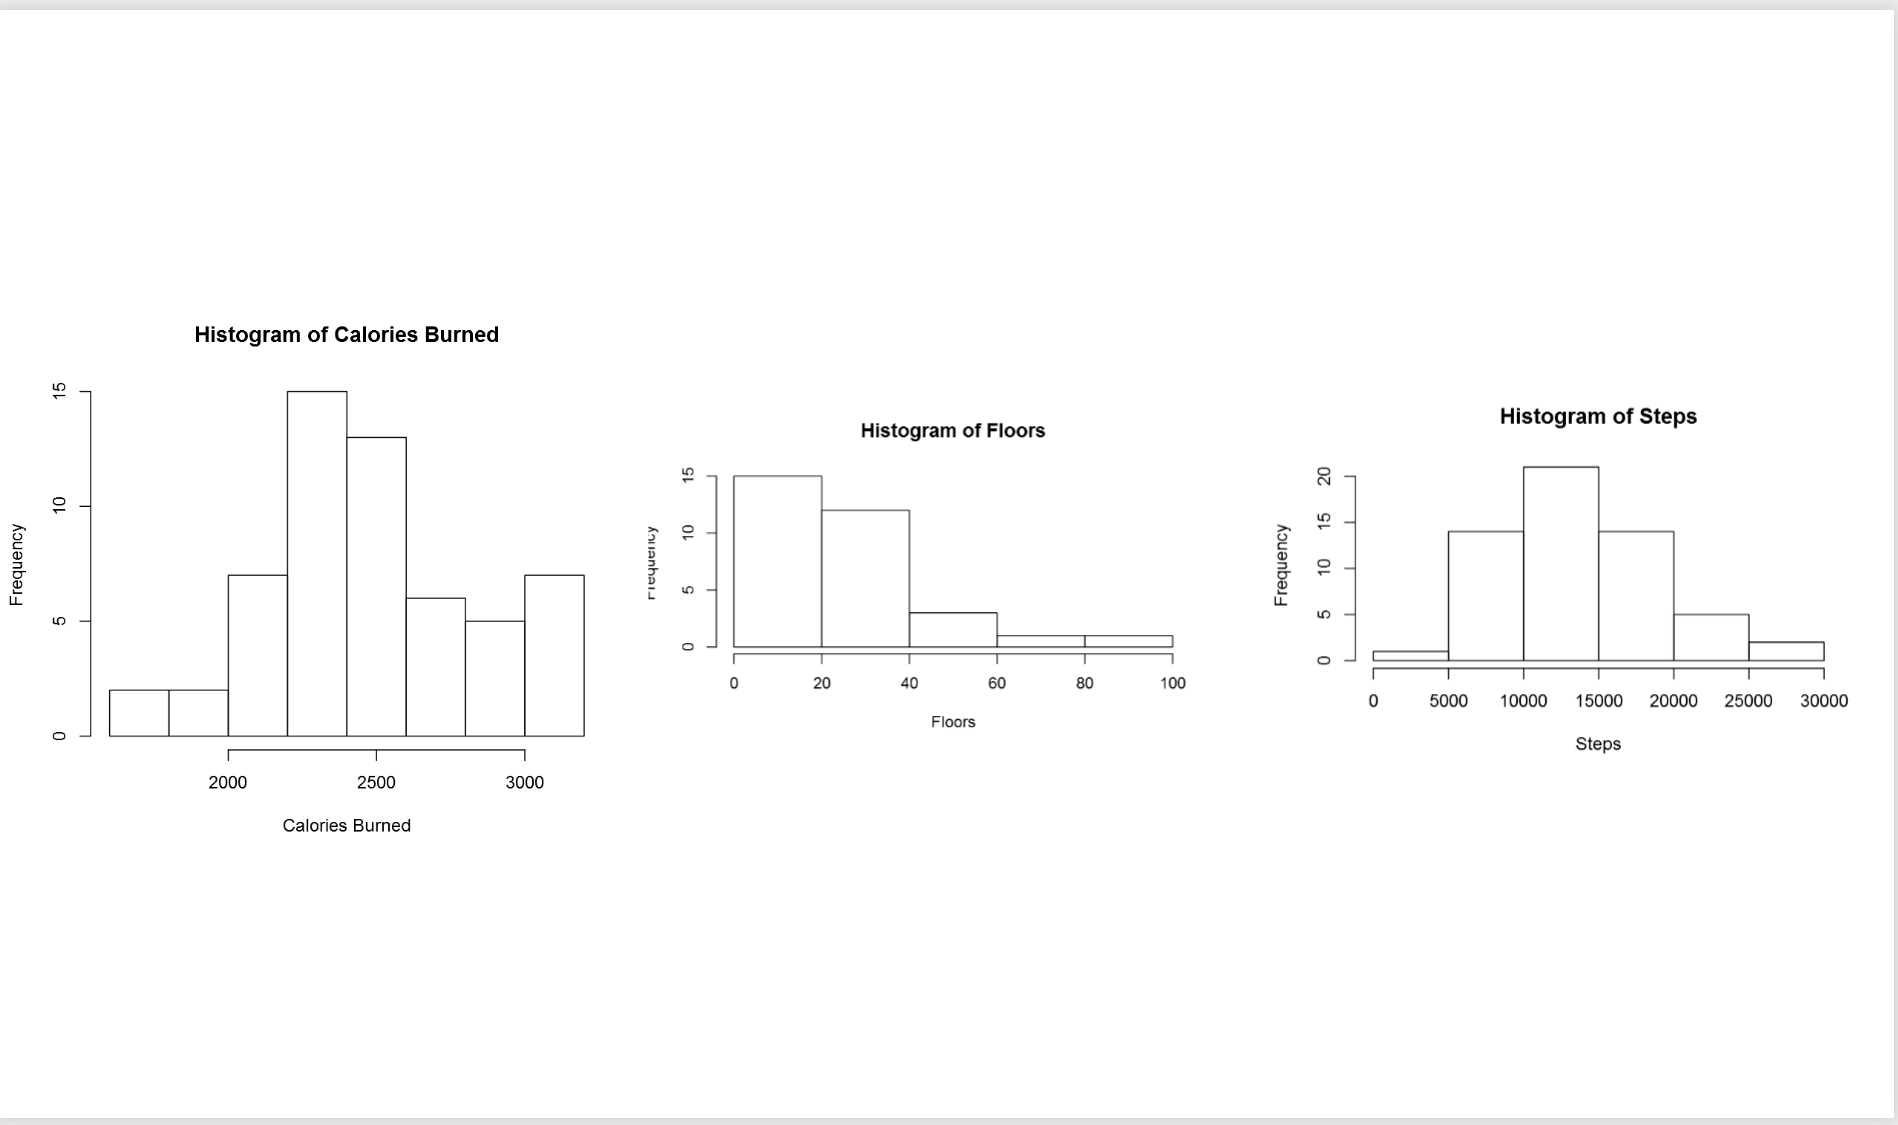 Histogram of Calories Burned
15
10
5
0
Frequency
2000 2500 3000
Calories Burned
Histogram of Floors
15
10
5
0
Frequency
0 20 40 60 80 100
Floors
Histogram of Steps
20
15
10
5
0
Frequency
0 5000 10000 15000 20000 25000 30000
Steps